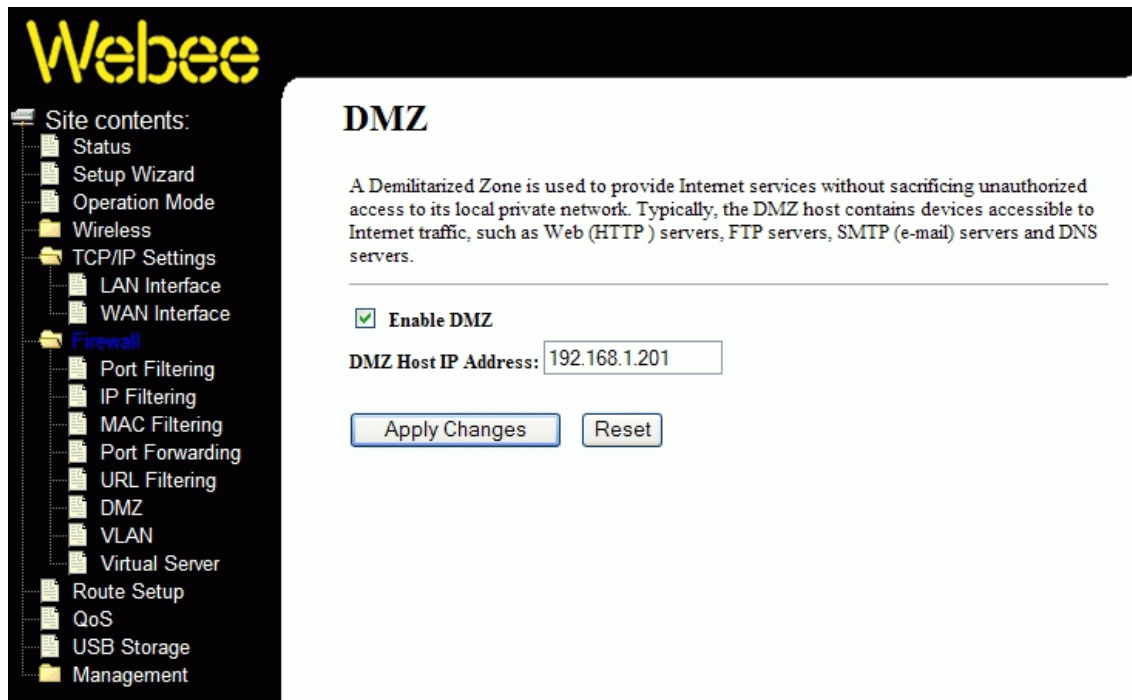 Webee
Site contents:
Status
Setup Wizard
Operation Mode
Wireless
TCP/IP Settings
LAN Interface
WAN Interface
Firewall
Port Filtering
IP Filtering
MAC Filtering
Port Forwarding
URL Filtering
DMZ
VLAN
Virtual Server
Route Setup
QoS
USB Storage
Management
DMZ
A Demilitarized Zone is used to provide Internet services without sacrificing unauthorized
access to its local private network. Typically, the DMZ host contains devices accessible to
Internet traffic, such as Web (HTTP ) servers, FTP servers, SMTP (e-mail) servers and DNS
servers.
Enable DMZ
DMZ Host IP Address: 192.168.1.201
Apply Changes Reset